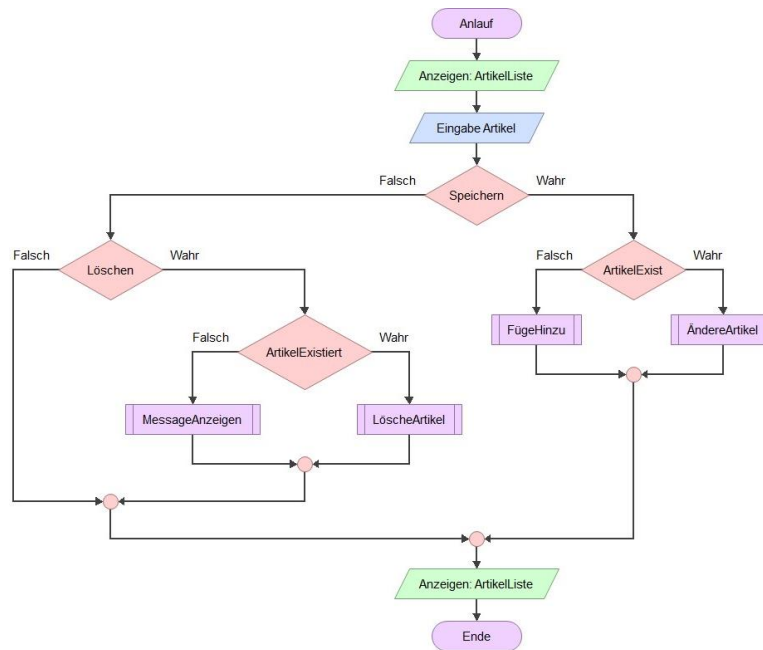 Anlauf
Anzeigen: ArtikelListe
Eingabe Artikel
Falsch
Speichern
Wahr
Falsch
Löschen
Wahr
Falsch
ArtikelExist
Wahr
FügeHinzu
ÄndereArtikel
Falsch
ArtikelExistiert
Wahr
MessageAnzeigen
LöscheArtikel
Anzeigen: ArtikelListe
Ende